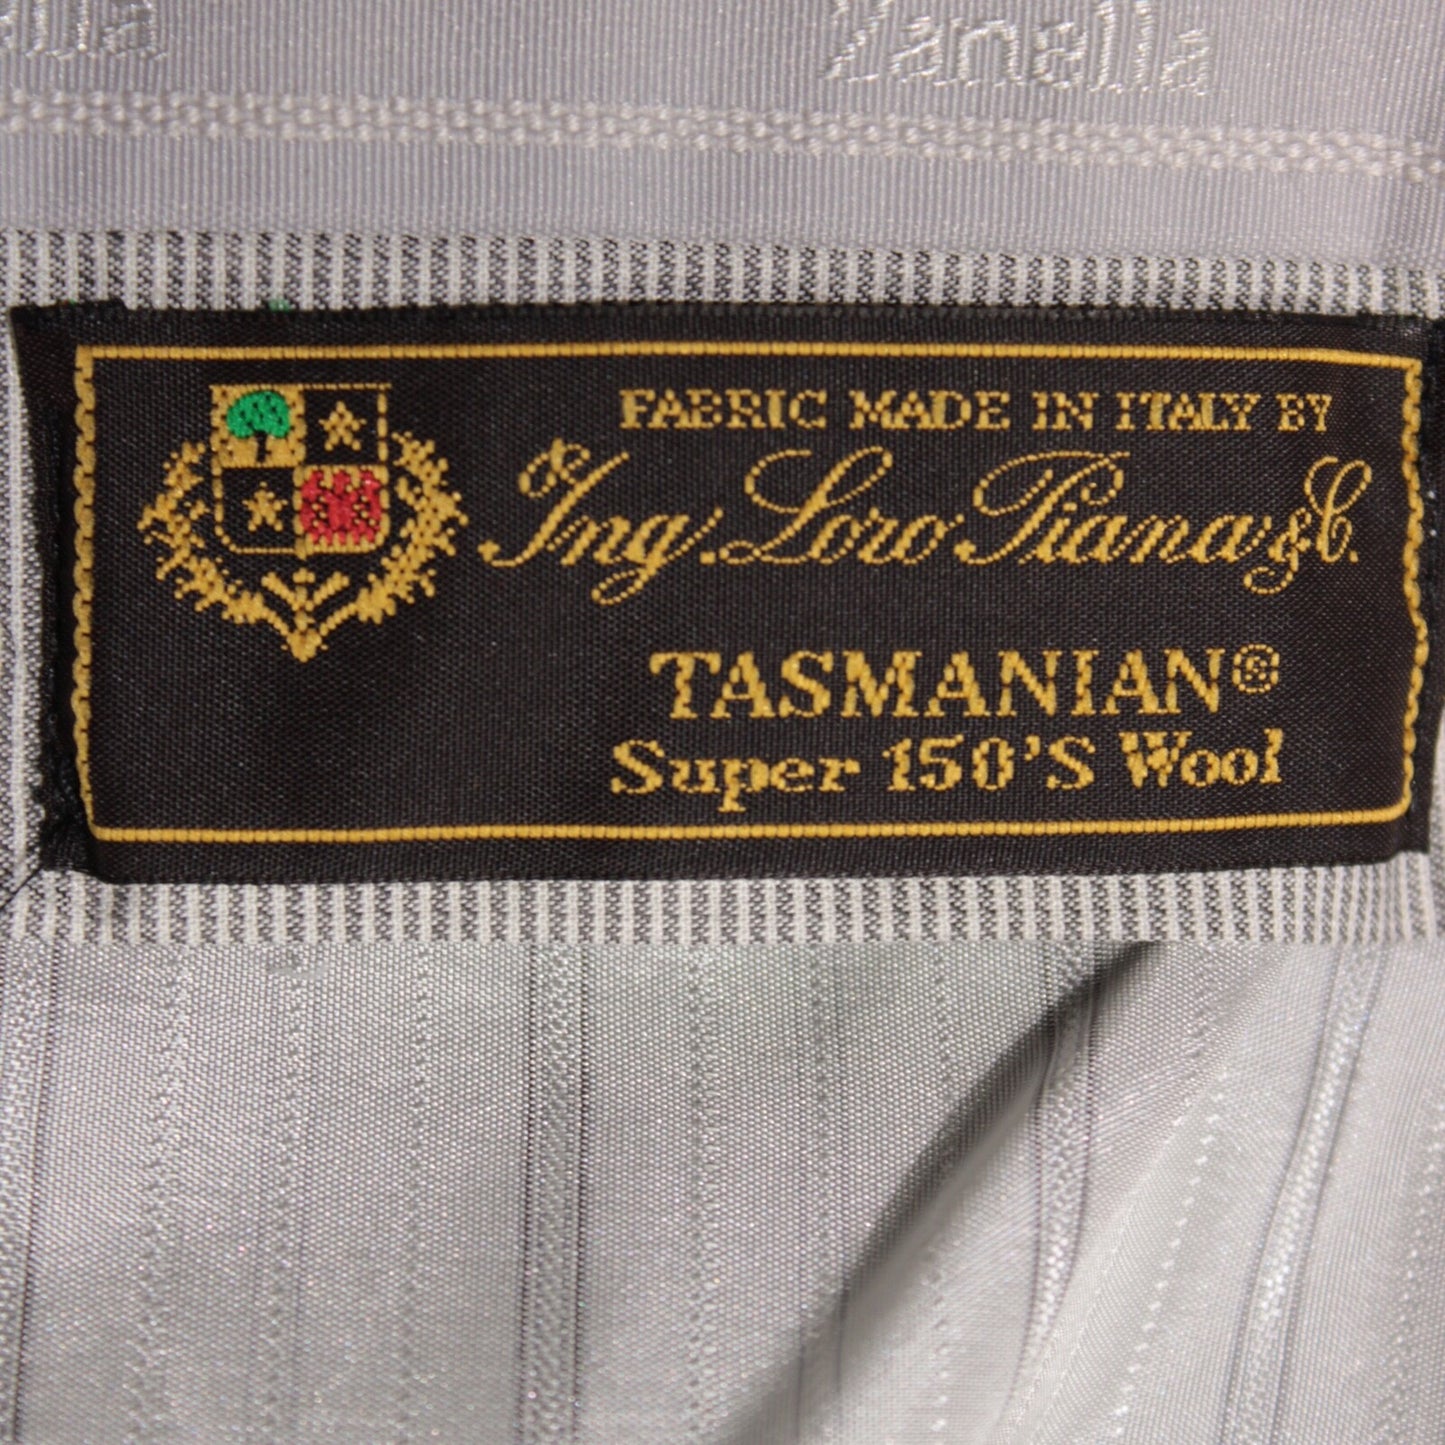 Zanella
FABRIC MADE IN ITALY BY
Ing. Loro Piana & C.
TASMANIAN®
Super 150'S Wool